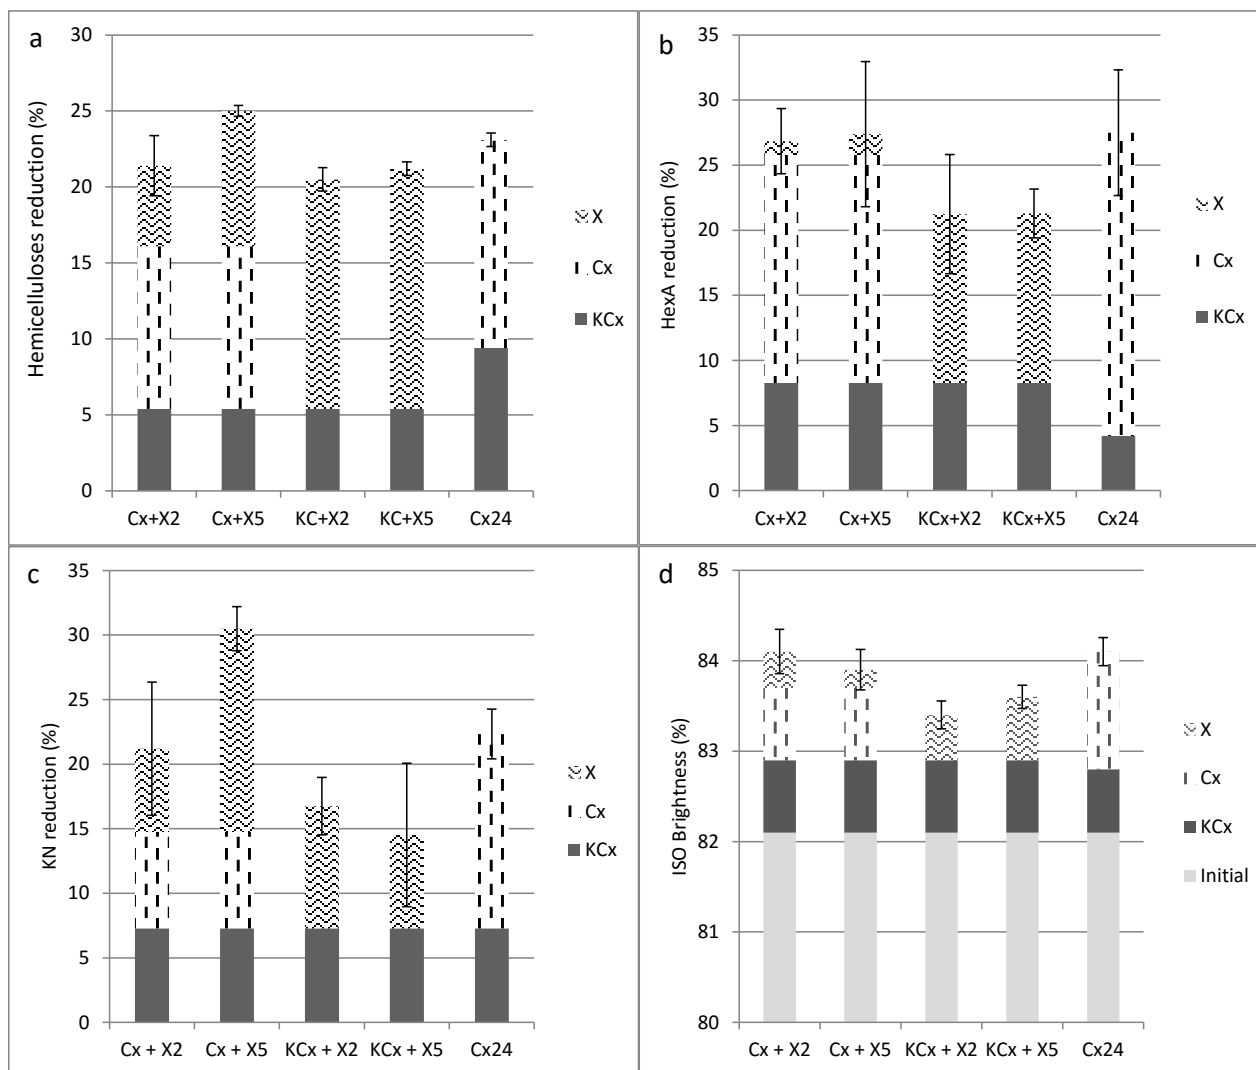 a
Hemicelluloses reduction (%)
30
25
20
15
10
5
0
Cx+X2 Cx+X5 KC+X2 KC+X5 Cx24
X
Cx
KCx
b
HexA reduction (%)
35
30
25
20
15
10
5
0
Cx+X2 Cx+X5 KCx+X2 KCx+X5 Cx24
X
Cx
KCx
c
KN reduction (%)
35
30
25
20
15
10
5
0
Cx + X2 Cx + X5 KCx + X2 KCx + X5 Cx24
X
Cx
KCx
d
ISO Brightness (%)
85
84
83
82
81
80
Cx + X2 Cx + X5 KCx + X2 KCx + X5 Cx24
X
Cx
KCx
Initial